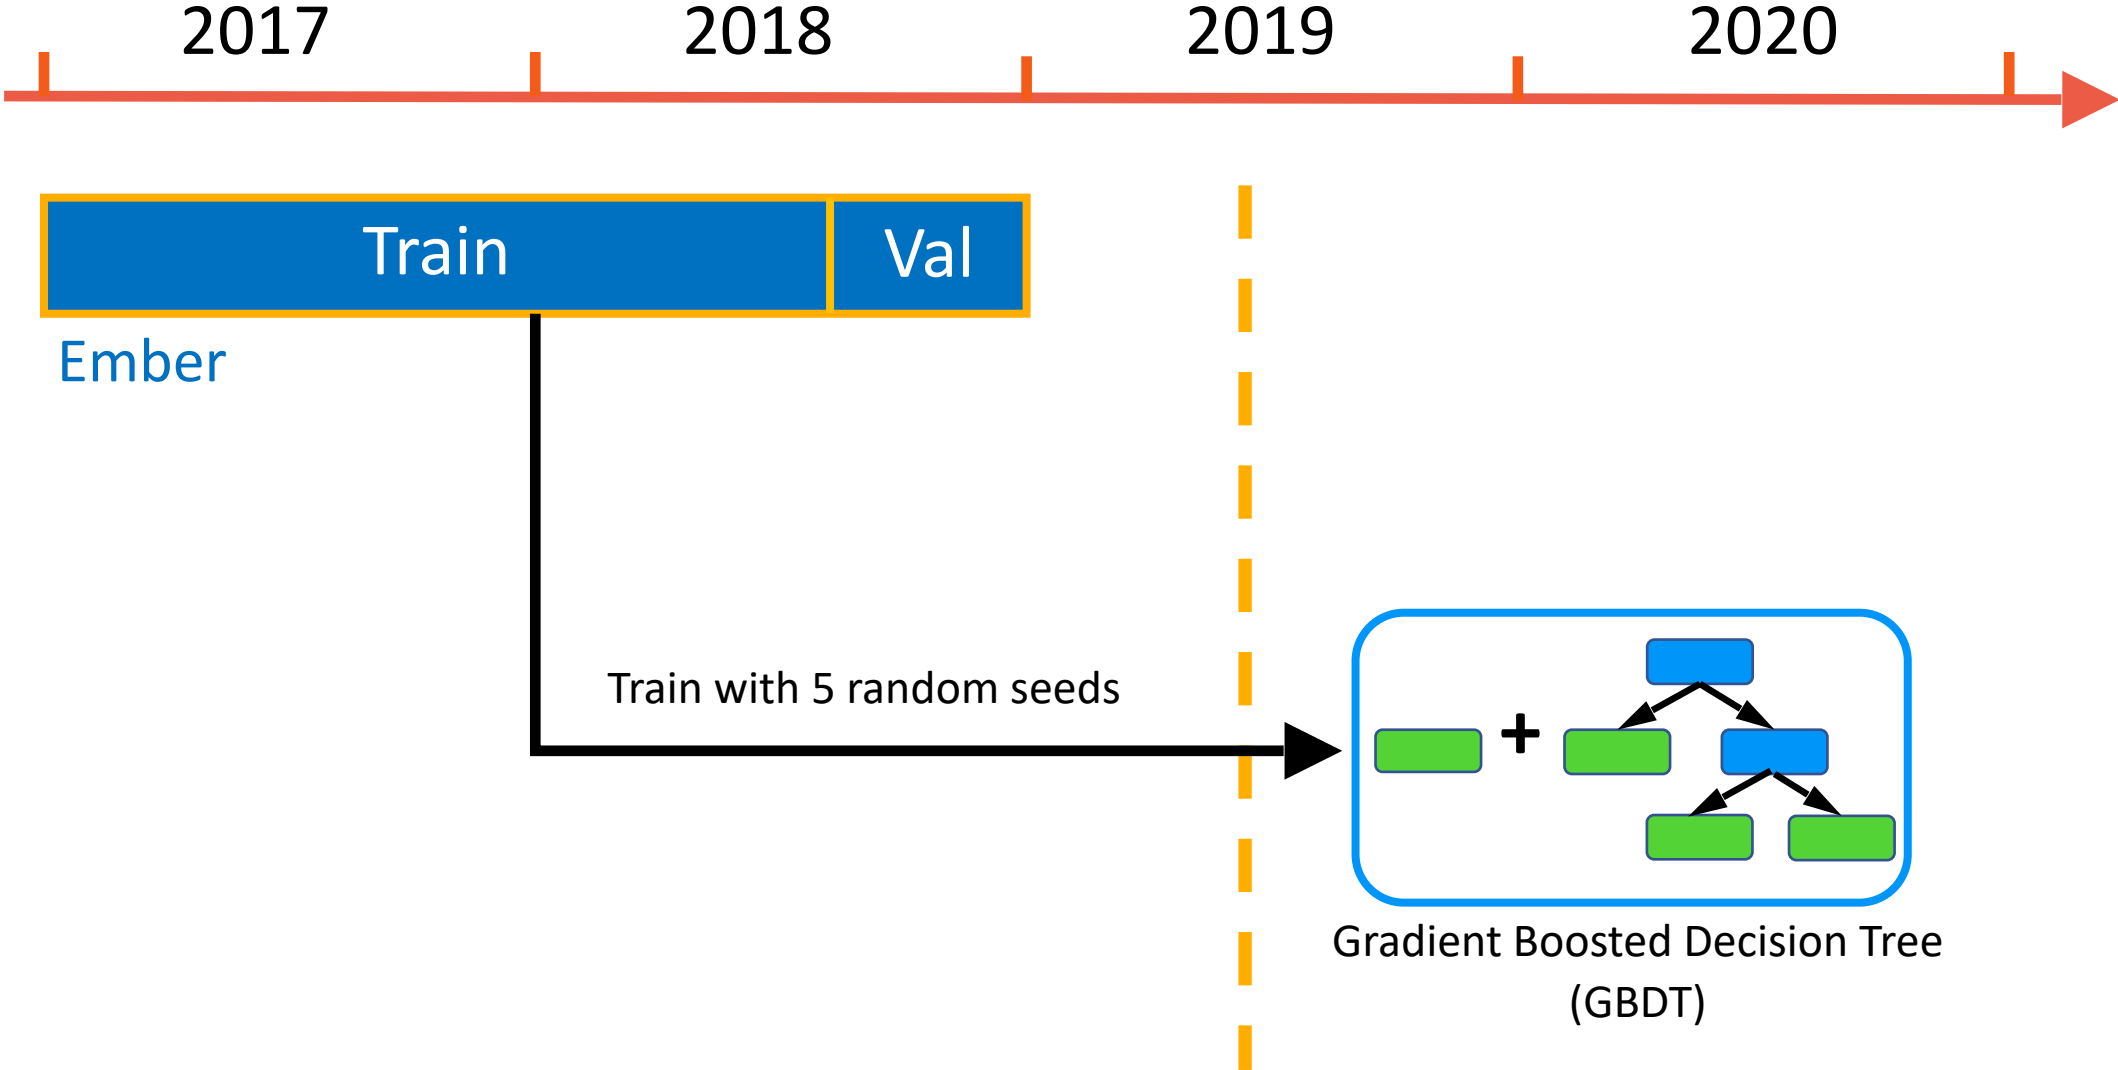 2017 2018 2019 2020
Train Val
Ember
Train with 5 random seeds
+
Gradient Boosted Decision Tree
(GBDT)